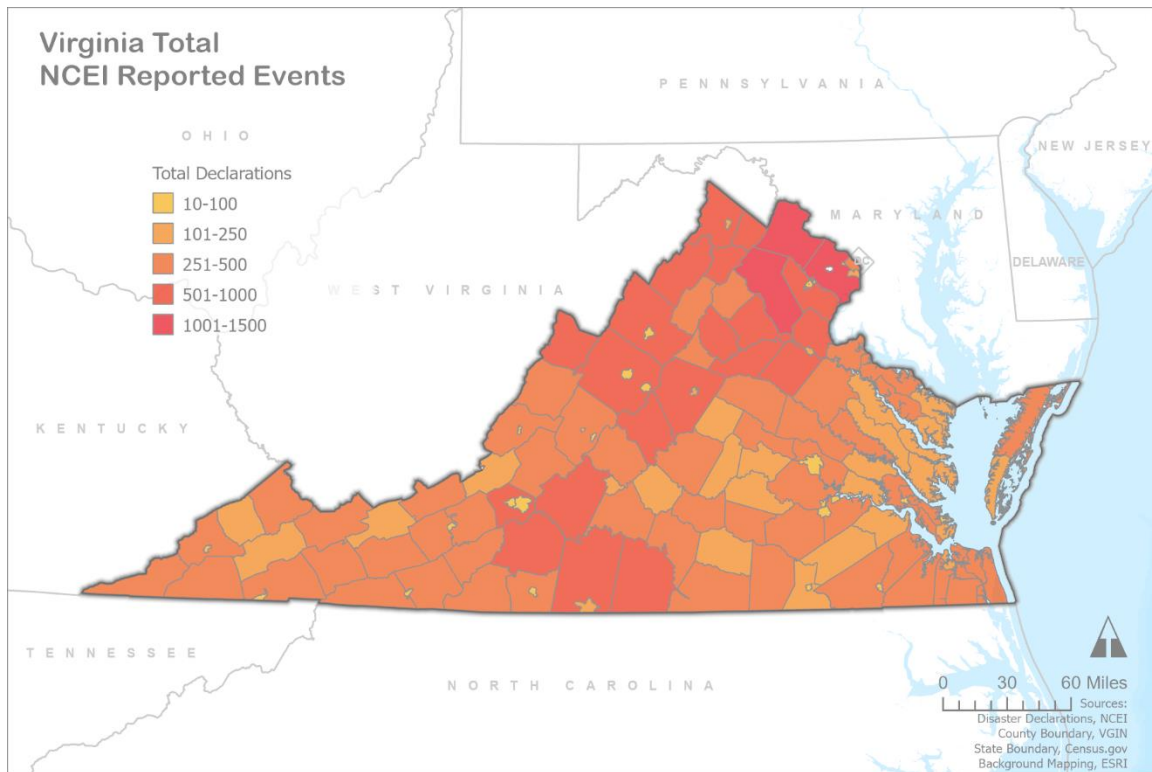 Virginia Total
NCEI Reported Events
PENNSYLVANIA
OHIO
NEW JERSEY
Total Declarations
10-100
101-250
251-500
501-1000
1001-1500
MARYLAND
DC
DELAWARE
WEST VIRGINIA
KENTUCKY
TENNESSEE
NORTH CAROLINA
0 30 60 Miles
Sources:
Disaster Declarations, NCEI
County Boundary, VGIN
State Boundary, Census.gov
Background Mapping, ESRI